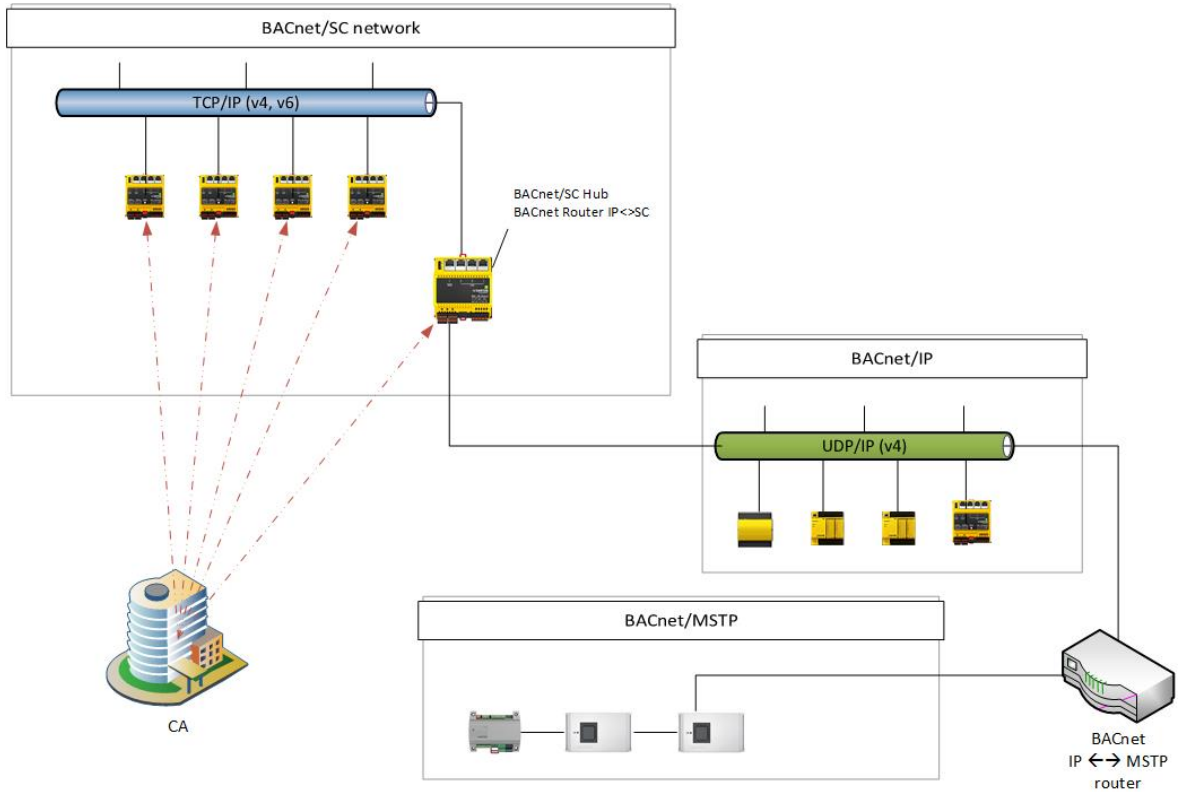 BACnet/SC network
TCP/IP (v4, v6)
BACnet/SC Hub
BACnet Router IP<>SC
BACnet/IP
UDP/IP (v4)
BACnet/MSTP
CA
BACnet
IP ←→ MSTP
router